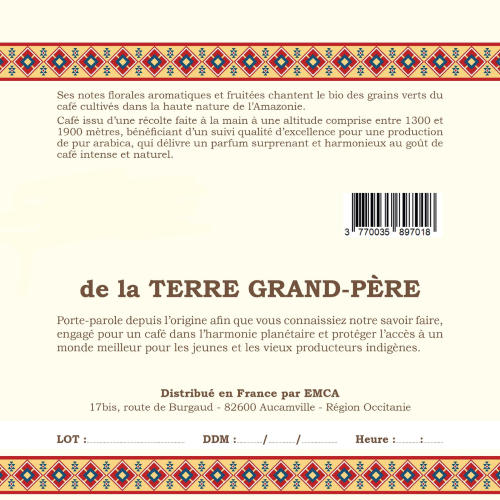 Ses notes florales aromatiques et fruitées chantent le bio des grains verts du
café cultivés dans la haute nature de l'Amazonie.
Café issu d'une récolte faite à la main à une altitude comprise entre 1300 et
1900 mètres, bénéficiant d'un suivi qualité d'excellence pour une production
de pur arabica, qui délivre un parfum surprenant et harmonieux au goût de
café intense et naturel.
3 770035 897018
de la TERRE GRAND-PÈRE
Porte-parole depuis l'origine afin que vous connaissiez notre savoir faire,
engagé pour un café dans l'harmonie planétaire et protéger l'accès à un
monde meilleur pour les jeunes et les vieux producteurs indigènes.
Distribué en France par EMCA
17bis, route de Burgaud - 82600 Aucamville - Région Occitanie
LOT :.............................. DDM :........./........./............ Heure :........:.......